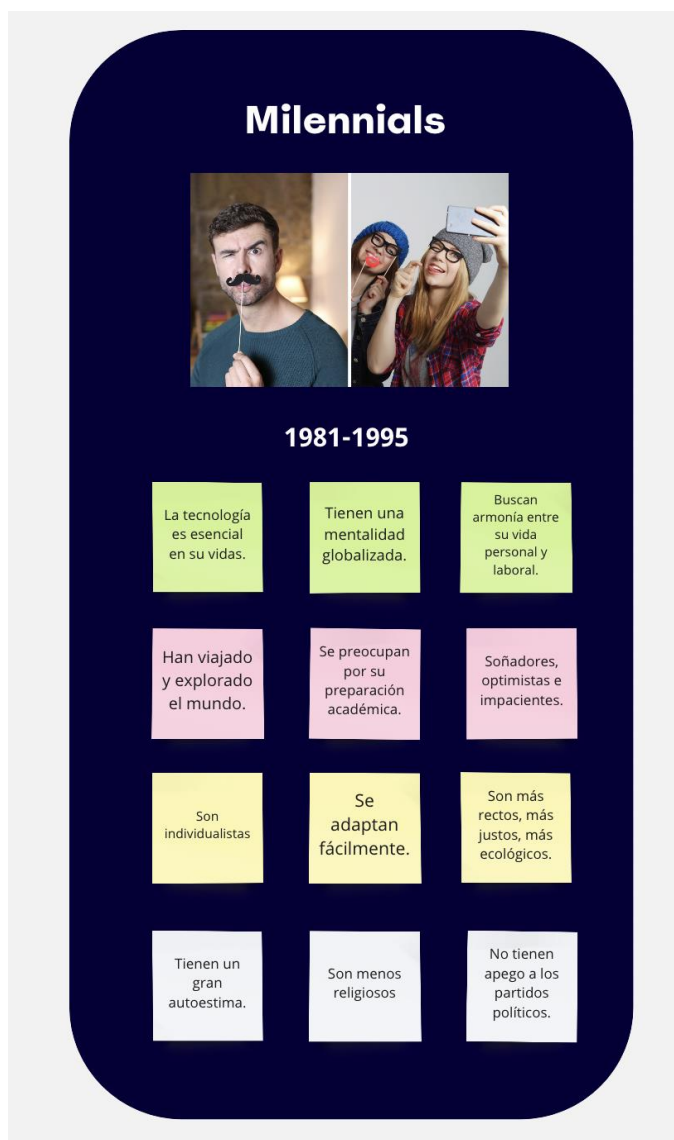 Milennials
1981-1995
La tecnología
es esencial
en su vidas.
Tienen una
mentalidad
globalizada.
Buscan
armonía entre
su vida
personal y
laboral.
Han viajado
y explorado
el mundo.
Se preocupan
por su
preparación
académica.
Soñadores,
optimistas e
impacientes.
Son
individualistas
Se
adaptan
fácilmente.
Son más
rectos, más
justos, más
ecológicos.
Tienen un
gran
autoestima.
Son menos
religiosos
No tienen
apego a los
partidos
políticos.